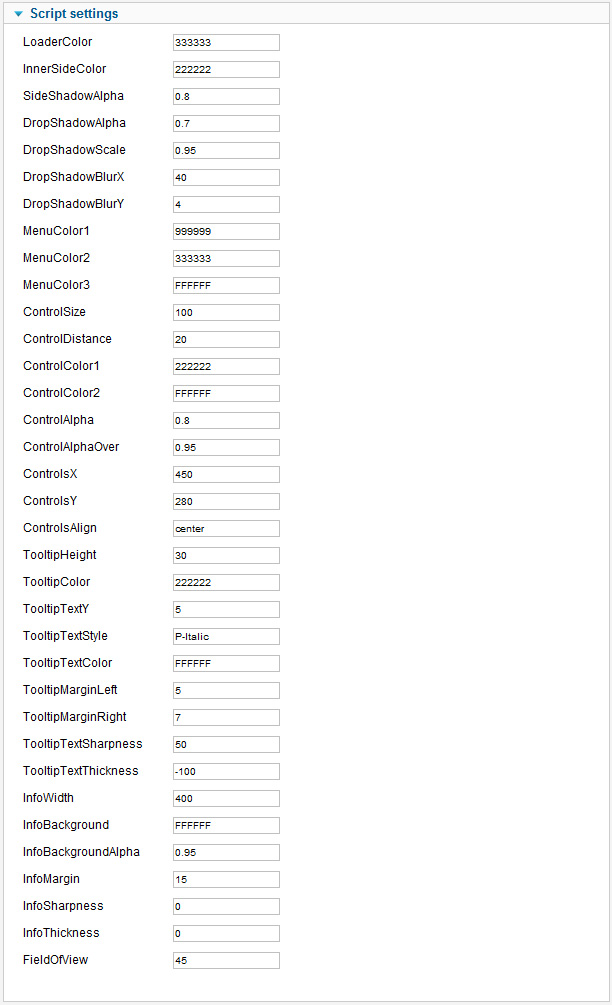 Script settings
LoaderColor 333333
InnerSideColor 222222
SideShadowAlpha 0.8
DropShadowAlpha 0.7
DropShadowScale 0.95
DropShadowBlurX 40
DropShadowBlurY 4
MenuColor1 999999
MenuColor2 333333
MenuColor3 FFFFFF
ControlSize 100
ControlDistance 20
ControlColor1 222222
ControlColor2 FFFFFF
ControlAlpha 0.8
ControlAlphaOver 0.95
ControlsX 450
ControlsY 280
ControlsAlign center
TooltipHeight 30
TooltipColor 222222
TooltipTextY 5
TooltipTextStyle P-Italic
TooltipTextColor FFFFFF
TooltipMarginLeft 5
TooltipMarginRight 7
TooltipTextSharpness 50
TooltipTextThickness -100
InfoWidth 400
InfoBackground FFFFFF
InfoBackgroundAlpha 0.95
InfoMargin 15
InfoSharpness 0
InfoThickness 0
FieldOfView 45